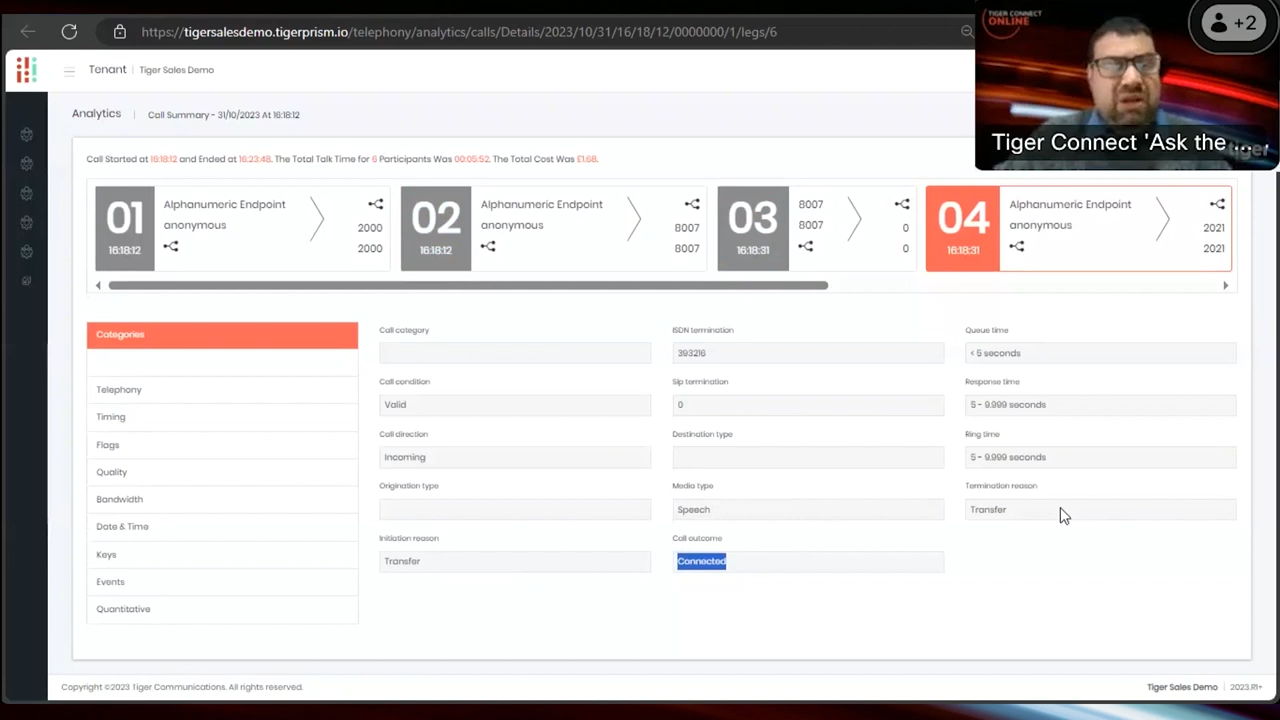 https://tigersalesdemo.tigerprism.io/telephony/analytics/calls/Details/2023/10/31/16/18/12/0000000/1/legs/6
TIGER CONNECT
ONLINE
+2
Tenant | Tiger Sales Demo
Analytics | Call Summary - 31/10/2023 At 16:18:12
Tiger Connect 'Ask the ...
tiger
Call Started at 16:18:12 and Ended at 16:23:48. The Total Talk Time for 6 Participants Was 00:05:52. The Total Cost Was £1.68.
01
16:18:12
Alphanumeric Endpoint
anonymous
2000
2000
02
16:18:12
Alphanumeric Endpoint
anonymous
8007
8007
03
16:18:31
8007
8007
0
0
04
16:18:31
Alphanumeric Endpoint
anonymous
2021
2021
Categories
Telephony
Timing
Flags
Quality
Bandwidth
Date & Time
Keys
Events
Quantitative
Call category
Call condition
Valid
Call direction
Incoming
Origination type
Initiation reason
Transfer
ISDN termination
393216
Sip termination
0
Destination type
Media type
Speech
Call outcome
Connected
Queue time
< 5 seconds
Response time
5 - 9.999 seconds
Ring time
5 - 9.999 seconds
Termination reason
Transfer
Copyright ©2023 Tiger Communications. All rights reserved.
Tiger Sales Demo | 2023.R1+